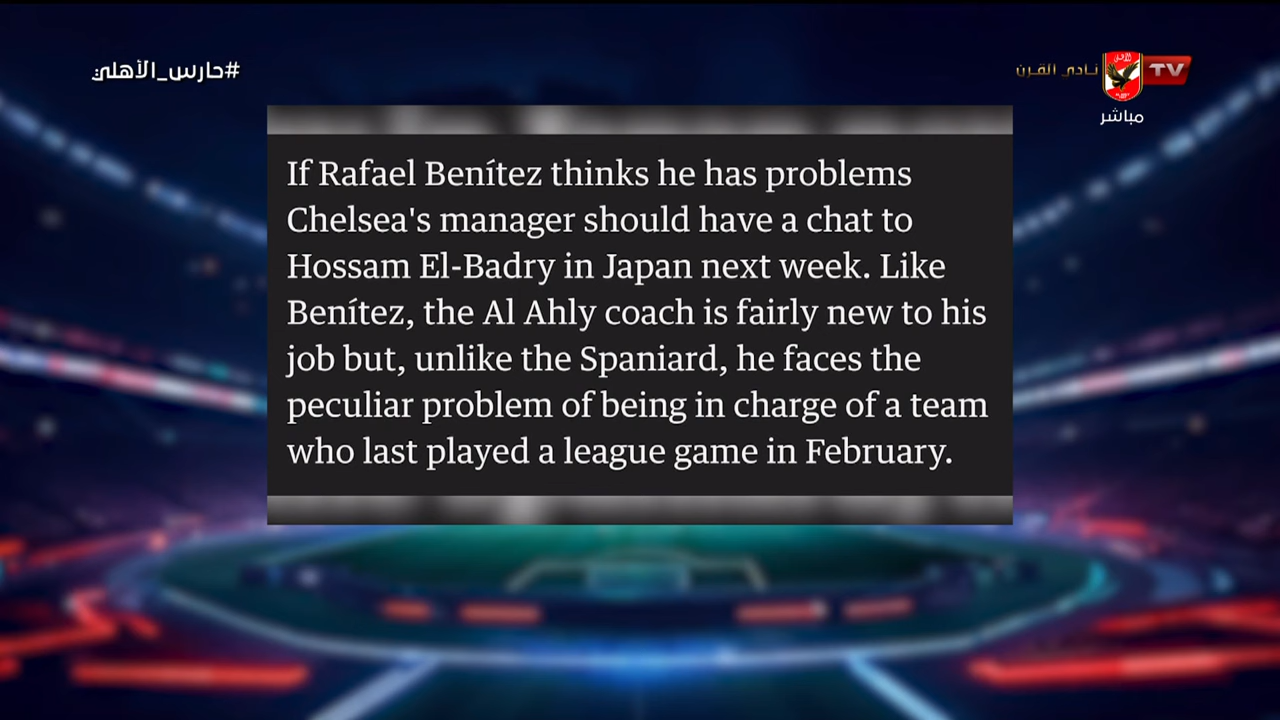 #حارس_الأهلي
نادي القرن
TV
مباشر
If Rafael Benítez thinks he has problems
Chelsea's manager should have a chat to
Hossam El-Badry in Japan next week. Like
Benítez, the Al Ahly coach is fairly new to his
job but, unlike the Spaniard, he faces the
peculiar problem of being in charge of a team
who last played a league game in February.